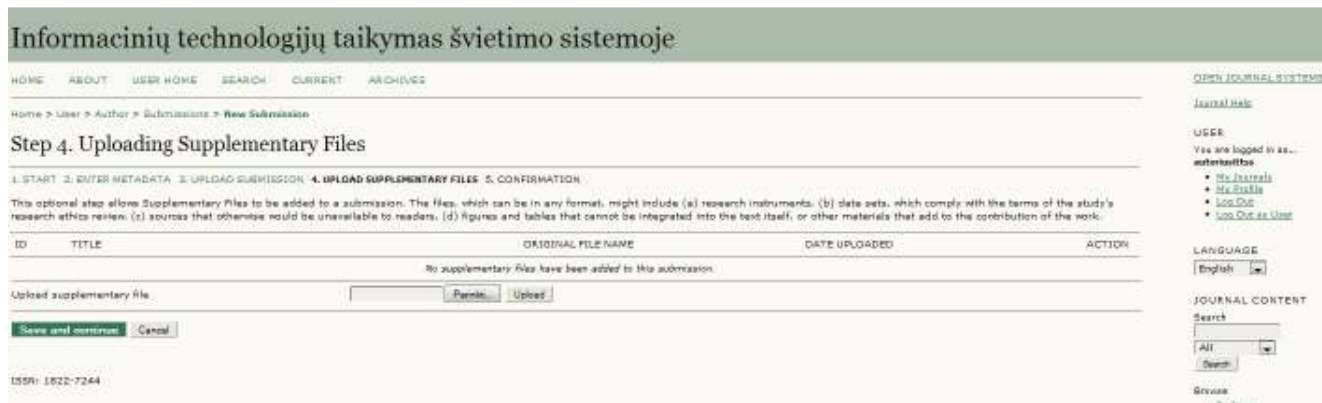 Informacinių technologijų taikymas švietimo sistemoje
HOME ABOUT USER HOME SEARCH CURRENT ARCHIVES
Home > User > Author > Submissions > New Submission
Step 4. Uploading Supplementary Files
1. START 2. ENTER METADATA 3. UPLOAD SUBMISSION 4. UPLOAD SUPPLEMENTARY FILES 5. CONFIRMATION
This optional step allows Supplementary Files to be added to a submission. The files, which can be in any format, might include (a) research instruments, (b) data sets, which comply with the terms of the study's
research ethics review, (c) sources that otherwise would be unavailable to readers, (d) figures and tables that cannot be integrated into the text itself, or other materials that add to the contribution of the work.
ID TITLE ORIGINAL FILE NAME DATE UPLOADED ACTION
No supplementary files have been added to this submission.
Upload supplementary file Upload
Save and continue Cancel
ISSN: 1822-7244
OPEN JOURNAL SYSTEMS
Journal Help
USER
You are logged in as...
My Journals
My Profile
Log Out
Log Out as User
LANGUAGE
English
JOURNAL CONTENT
Search
All
Search
Browse